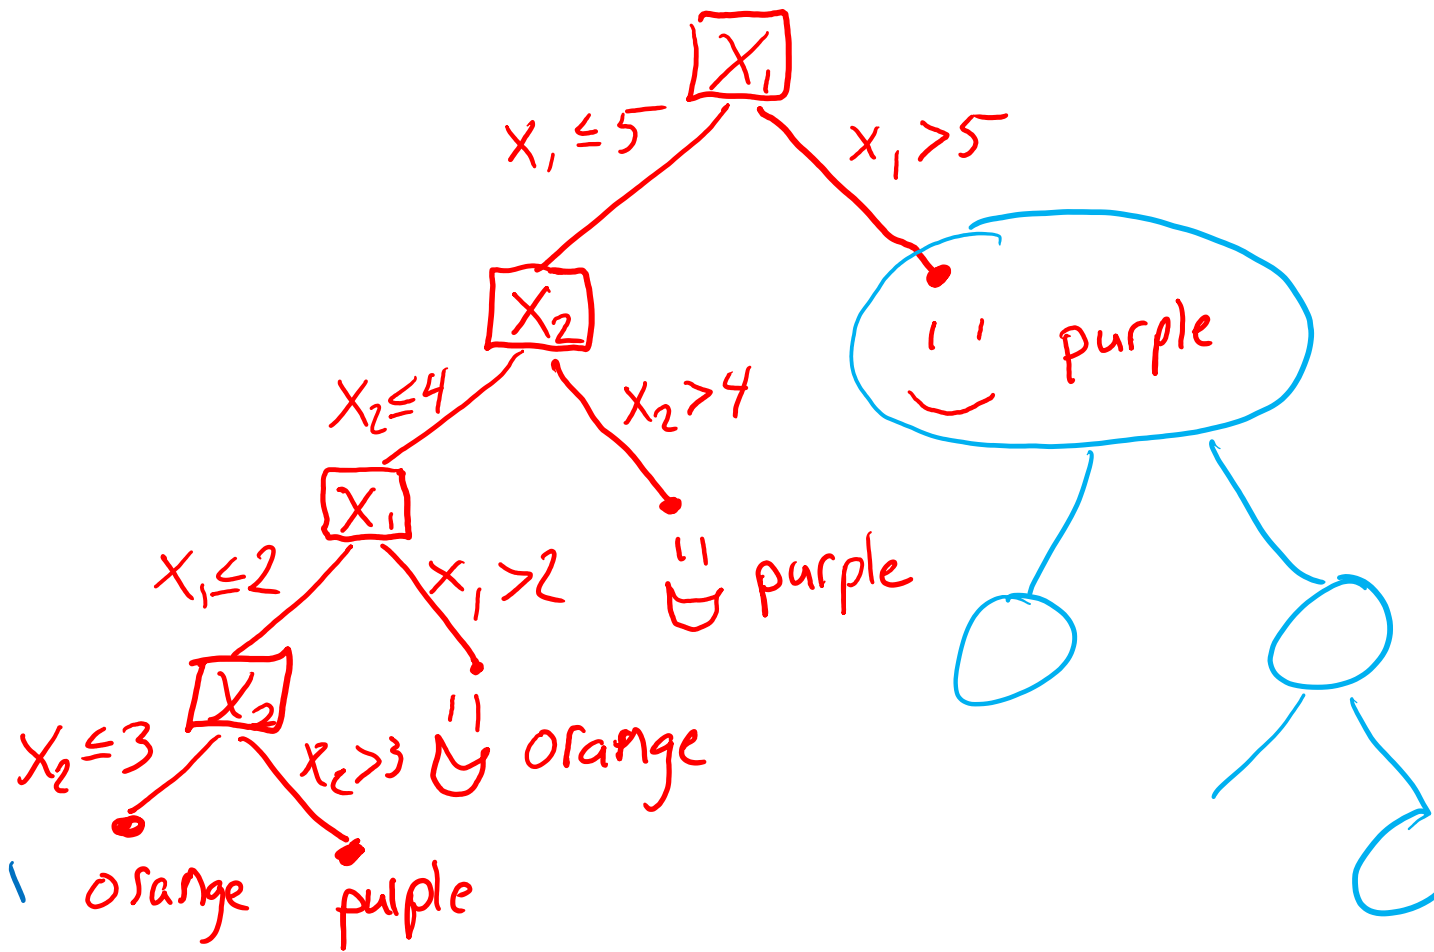 X₁
x₁ ≤ 5
x₁ > 5
X₂
purple
X₂ ≤ 4
X₂ > 4
X₁
X₁ ≤ 2
X₁ > 2
purple
X₂
X₂ ≤ 3
X₂ > 3
orange
orange
purple